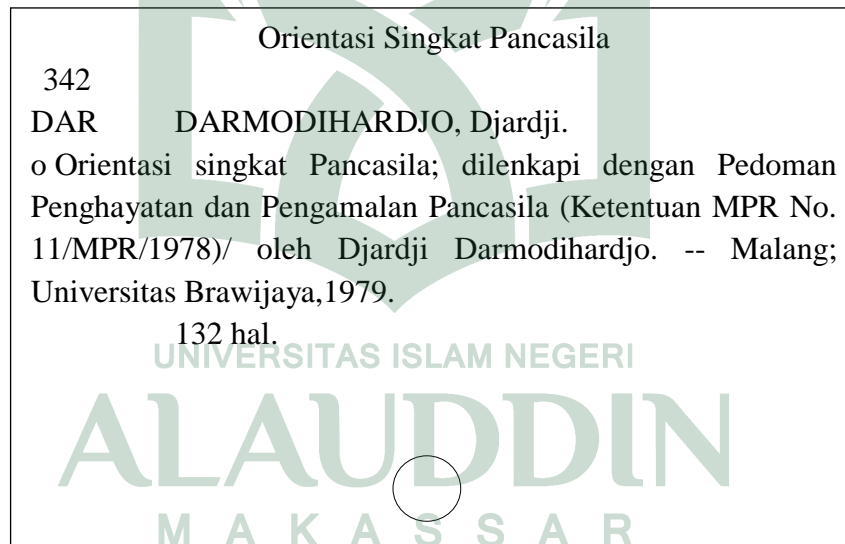 Orientasi Singkat Pancasila
342
DAR DARMODIHARDJO, Djardji.
o Orientasi singkat Pancasila; dilenkapi dengan Pedoman
Penghayatan dan Pengamalan Pancasila (Ketentuan MPR No.
11/MPR/1978)/ oleh Djardji Darmodihardjo. -- Malang;
Universitas Brawijaya,1979.
132 hal.
UNIVERSITAS ISLAM NEGERI
ALAUDDIN
MAKASSAR